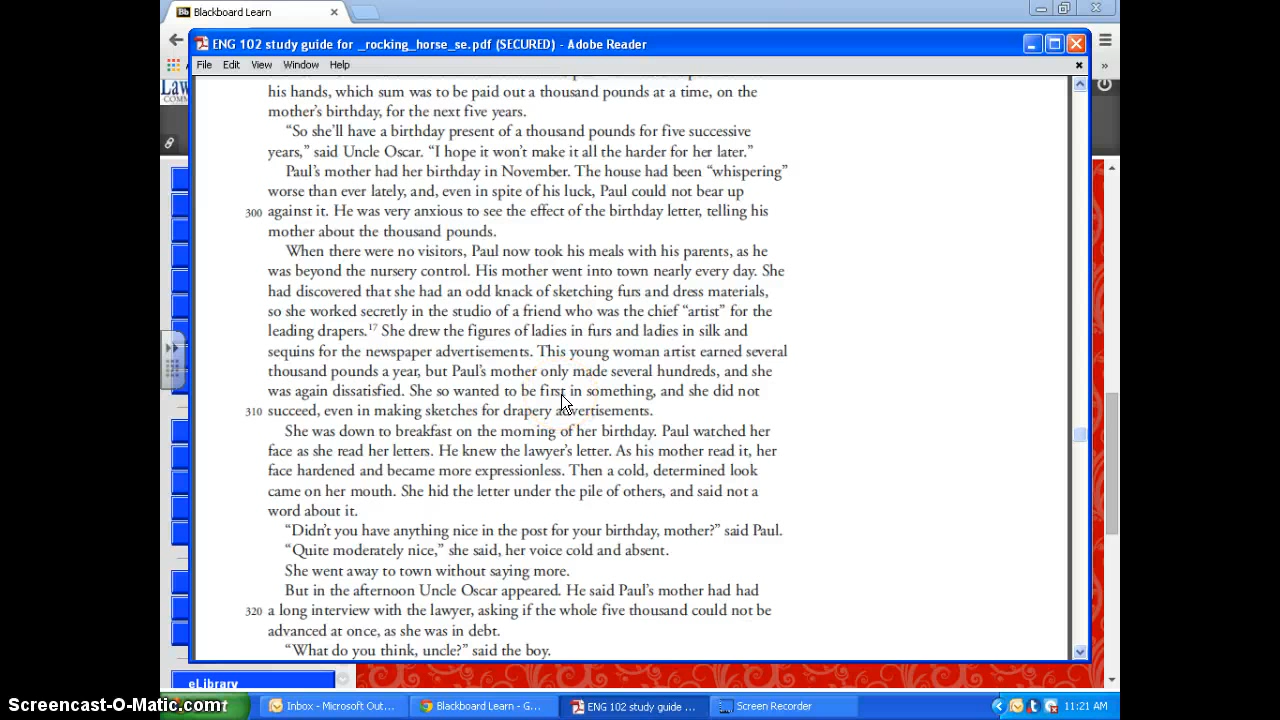 Blackboard Learn
ENG 102 study guide for _rocking_horse_se.pdf (SECURED) - Adobe Reader
File Edit View Window Help
his hands, which sum was to be paid out a thousand pounds at a time, on the
mother's birthday, for the next five years.
“So she'll have a birthday present of a thousand pounds for five successive
years,” said Uncle Oscar. “I hope it won't make it all the harder for her later.”
Paul's mother had her birthday in November. The house had been “whispering”
worse than ever lately, and, even in spite of his luck, Paul could not bear up
300 against it. He was very anxious to see the effect of the birthday letter, telling his
mother about the thousand pounds.
When there were no visitors, Paul now took his meals with his parents, as he
was beyond the nursery control. His mother went into town nearly every day. She
had discovered that she had an odd knack of sketching furs and dress materials,
so she worked secretly in the studio of a friend who was the chief “artist” for the
leading drapers.17 She drew the figures of ladies in furs and ladies in silk and
sequins for the newspaper advertisements. This young woman artist earned several
thousand pounds a year, but Paul's mother only made several hundreds, and she
was again dissatisfied. She so wanted to be first in something, and she did not
310 succeed, even in making sketches for drapery advertisements.
She was down to breakfast on the morning of her birthday. Paul watched her
face as she read her letters. He knew the lawyer's letter. As his mother read it, her
face hardened and became more expressionless. Then a cold, determined look
came on her mouth. She hid the letter under the pile of others, and said not a
word about it.
“Didn't you have anything nice in the post for your birthday, mother?” said Paul.
“Quite moderately nice,” she said, her voice cold and absent.
She went away to town without saying more.
But in the afternoon Uncle Oscar appeared. He said Paul's mother had had
320 a long interview with the lawyer, asking if the whole five thousand could not be
advanced at once, as she was in debt.
“What do you think, uncle?” said the boy.
eLibrary
Screencast-O-Matic.com
Inbox - Microsoft Out... Blackboard Learn - G... ENG 102 study guide ... Screen Recorder 11:21 AM